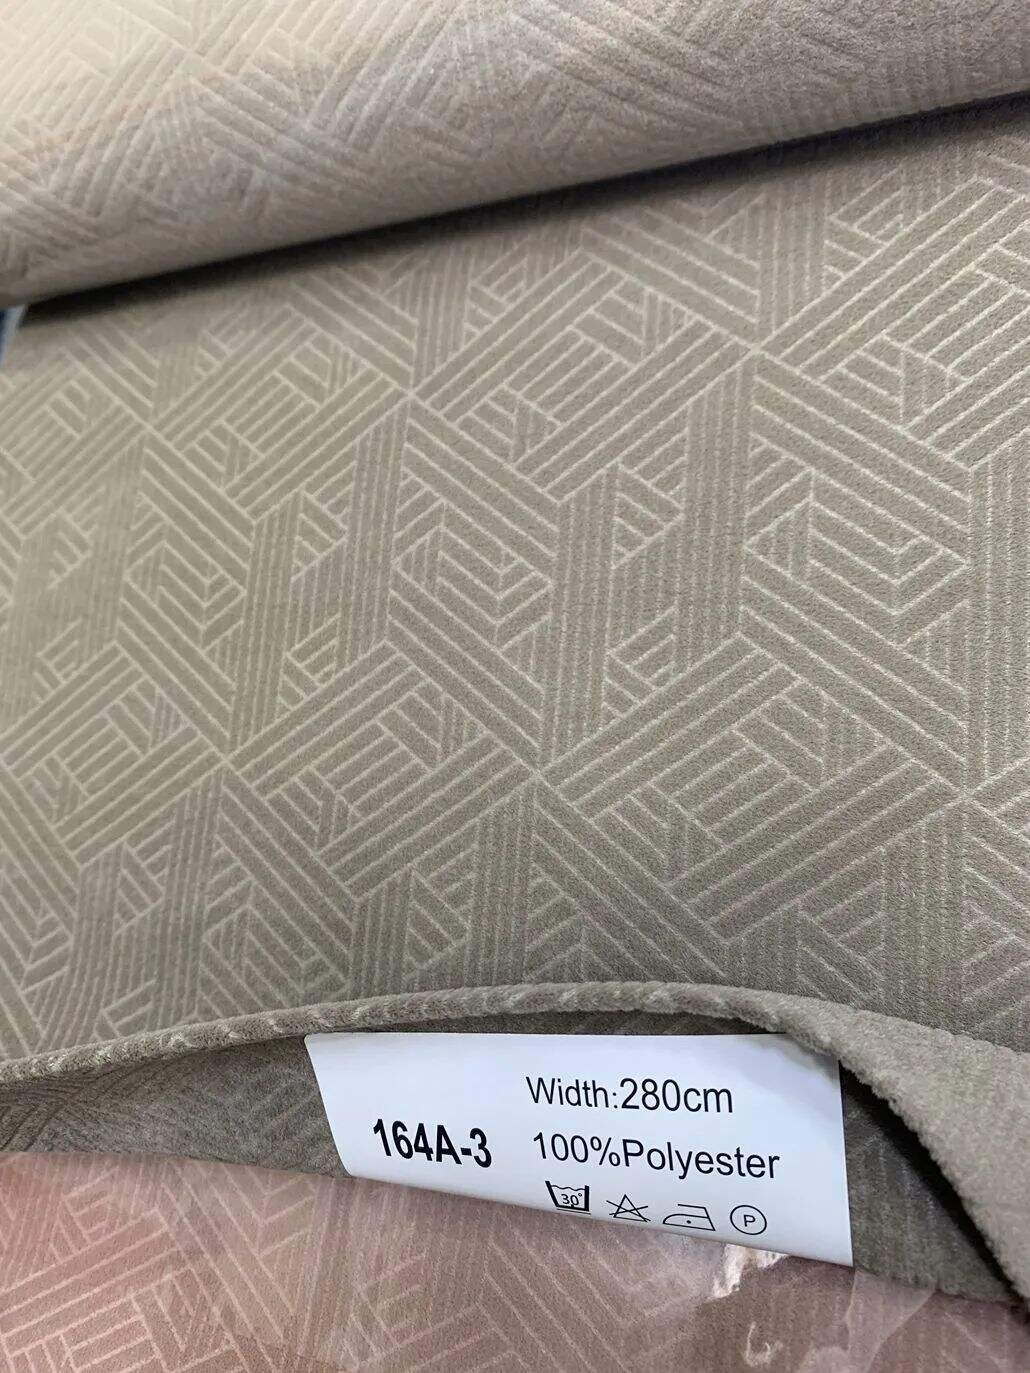 Width:280cm
164A-3
100%Polyester
30°
P